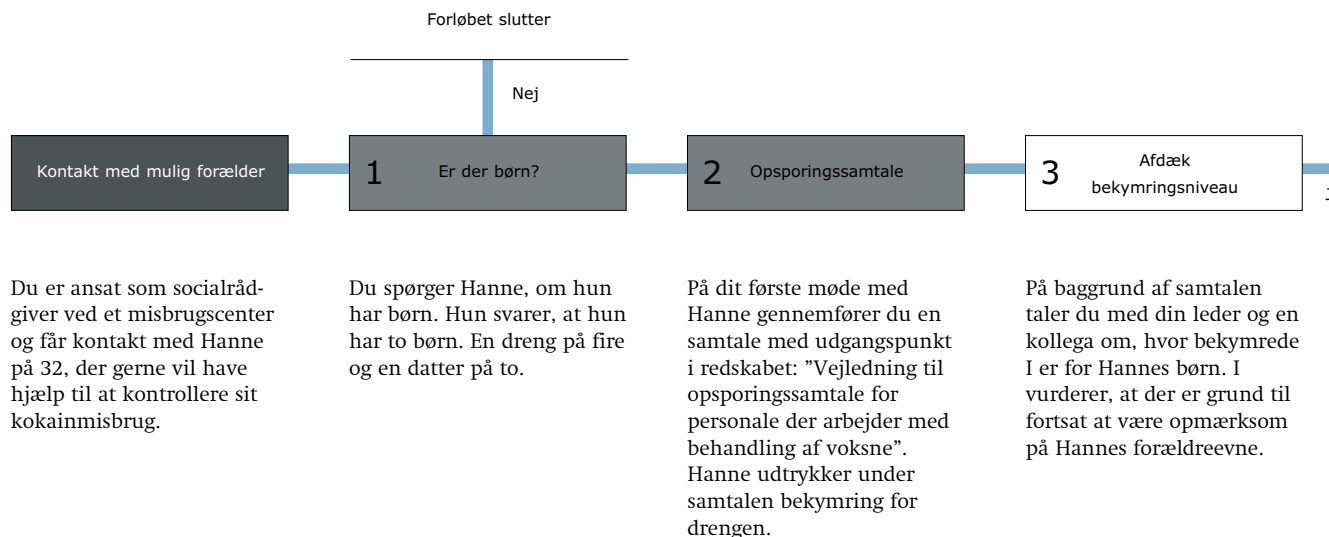 Forløbet slutter
Nej
Kontakt med mulig forælder
1 Er der børn?
2 Opsporingssamtale
3 Afdæk
bekymringsniveau
Du er ansat som socialråd-
giver ved et misbrugscenter
og får kontakt med Hanne
på 32, der gerne vil have
hjælp til at kontrollere sit
kokainmisbrug.
Du spørger Hanne, om hun
har børn. Hun svarer, at hun
har to børn. En dreng på fire
og en datter på to.
På dit første møde med
Hanne gennemfører du en
samtale med udgangspunkt
i redskabet: ”Vejledning til
opsporingssamtale for
personale der arbejder med
behandling af voksne”.
Hanne udtrykker under
samtalen bekymring for
drengen.
På baggrund af samtalen
taler du med din leder og en
kollega om, hvor bekymrede
I er for Hannes børn. I
vurderer, at der er grund til
fortsat at være opmærksom
på Hannes forældreevne.